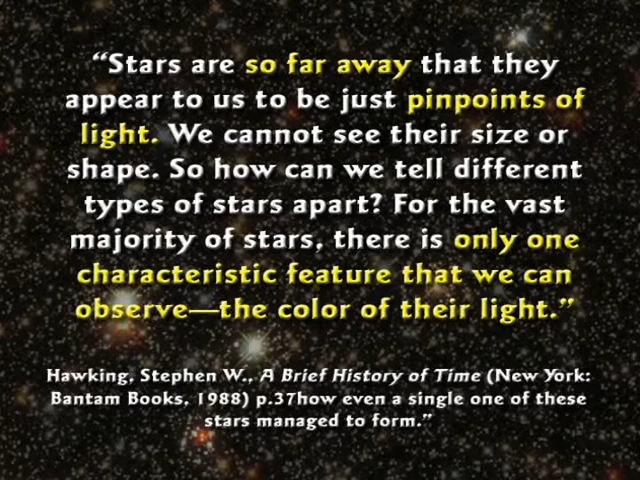 “Stars are so far away that they
appear to us to be just pinpoints of
light. We cannot see their size or
shape. So how can we tell different
types of stars apart? For the vast
majority of stars, there is only one
characteristic feature that we can
observe—the color of their light.”
Hawking, Stephen W., A Brief History of Time (New York:
Bantam Books, 1988) p.37how even a single one of these
stars managed to form.”